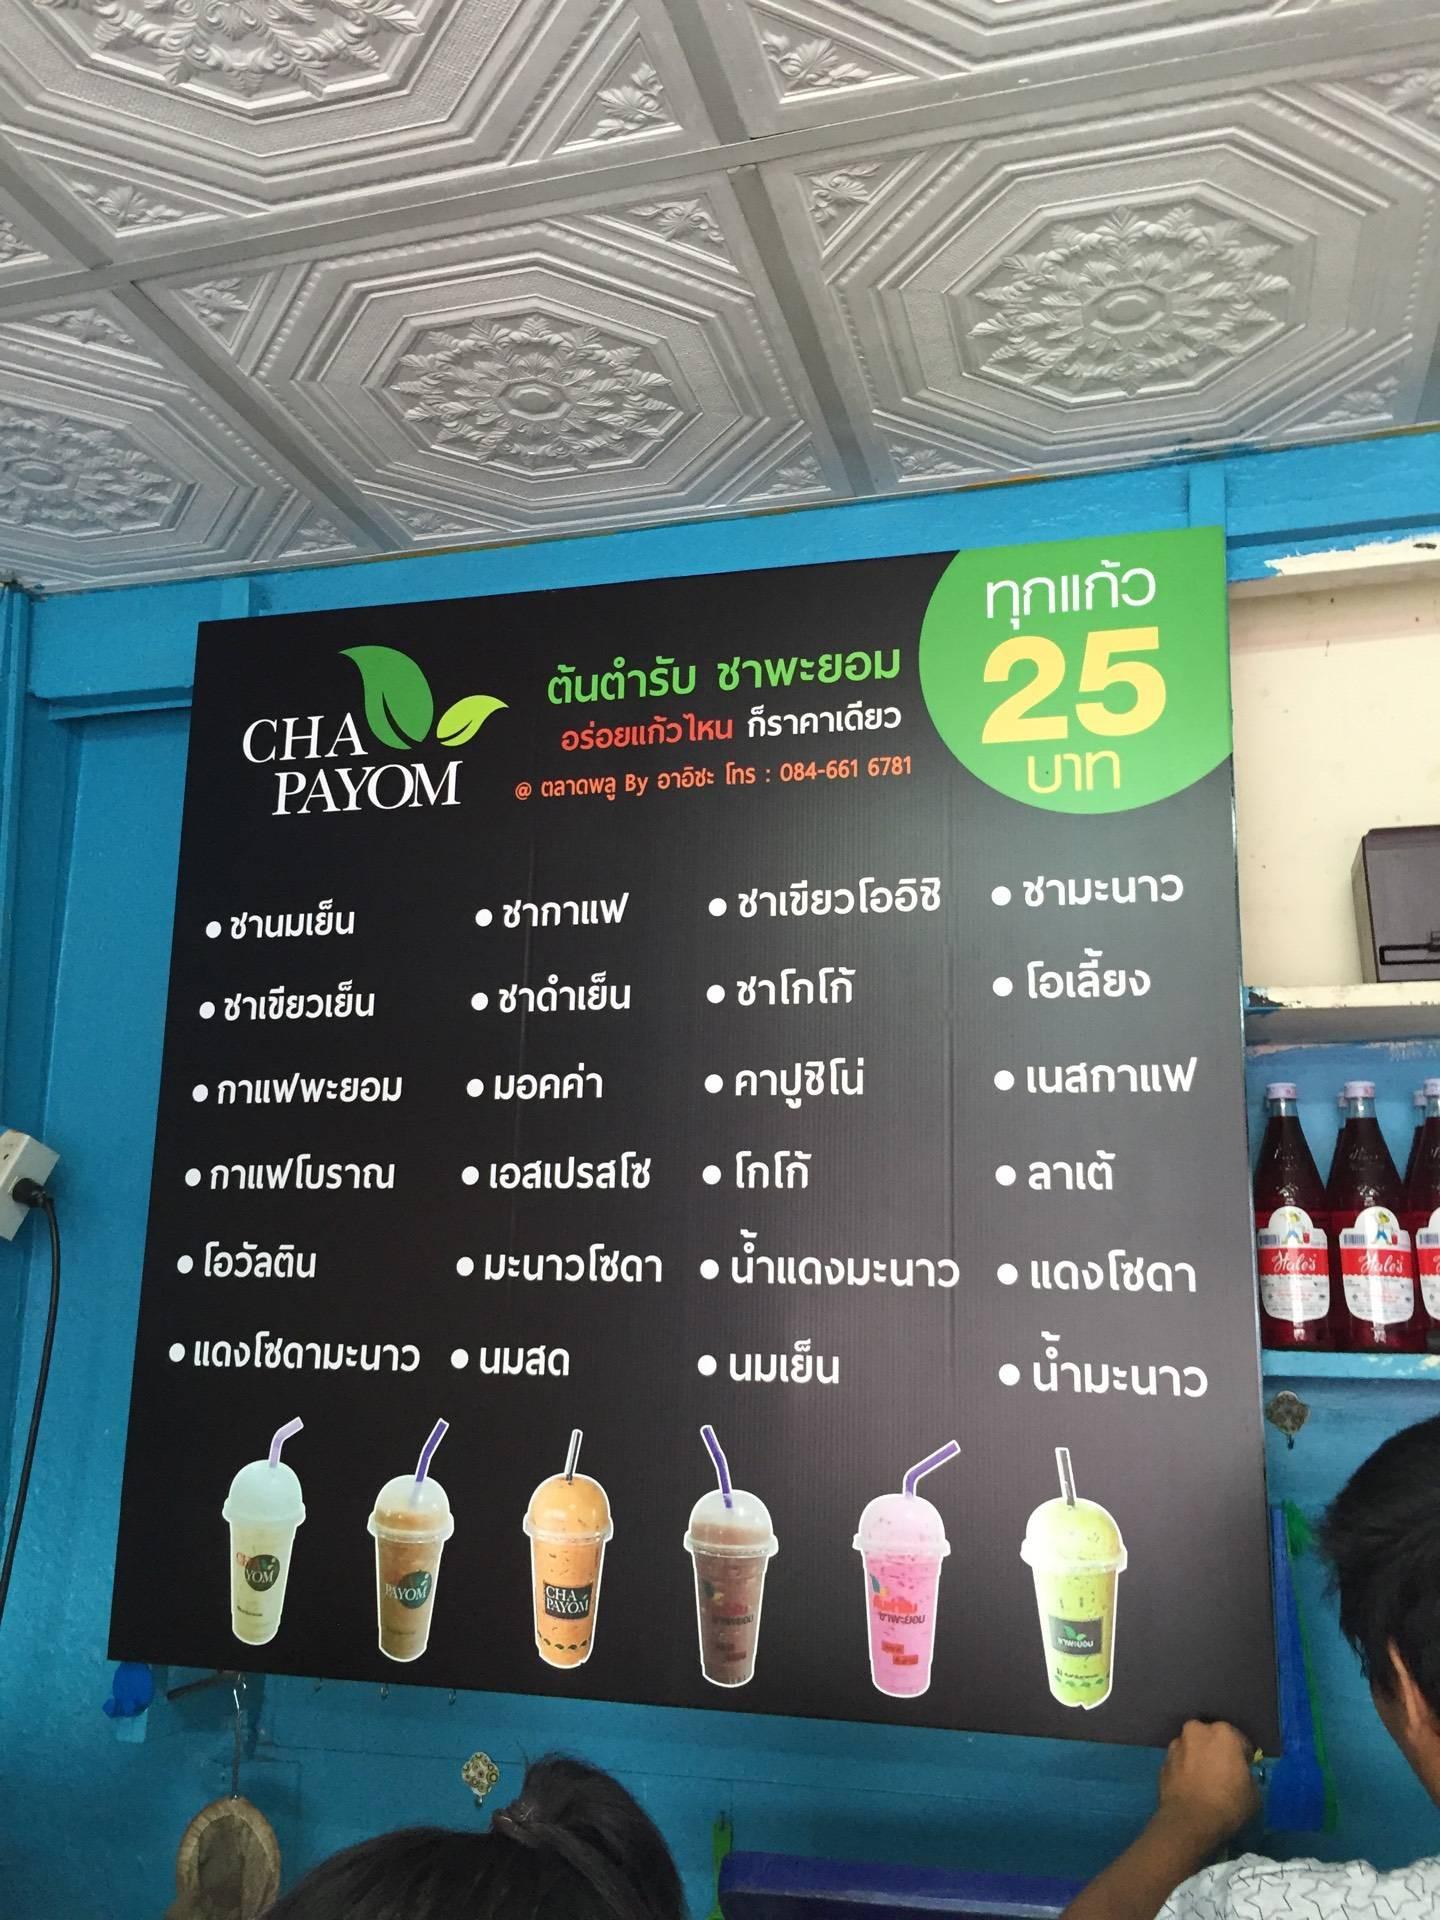 CHA
PAYOM
ต้นตำรับ ชาพะยอม
อร่อยแก้วไหน ก็ราคาเดียว
@ ตลาดพลู By อาอิชะ โทร : 084-661 6781
ทุกแก้ว
25
บาท
• ชานมเย็น • ชากาแฟ • ชาเขียวโออิชิ • ชามะนาว
• ชาเขียวเย็น • ชาดำเย็น • ชาโกโก้ • โอเลี้ยง
• กาแฟพะยอม • มอคค่า • คาปูชิโน่ • เนสกาแฟ
• กาแฟโบราณ • เอสเปรสโซ่ • โกโก้ • ลาเต้
• โอวัลติน • มะนาวโซดา • น้ำแดงมะนาว • แดงโซดา
• แดงโซดามะนาว • นมสด • นมเย็น • น้ำมะนาว
PAYOM
CHA
PAYOM
ชาพะยอม
ชาพะยอม
Hale's
Hale's